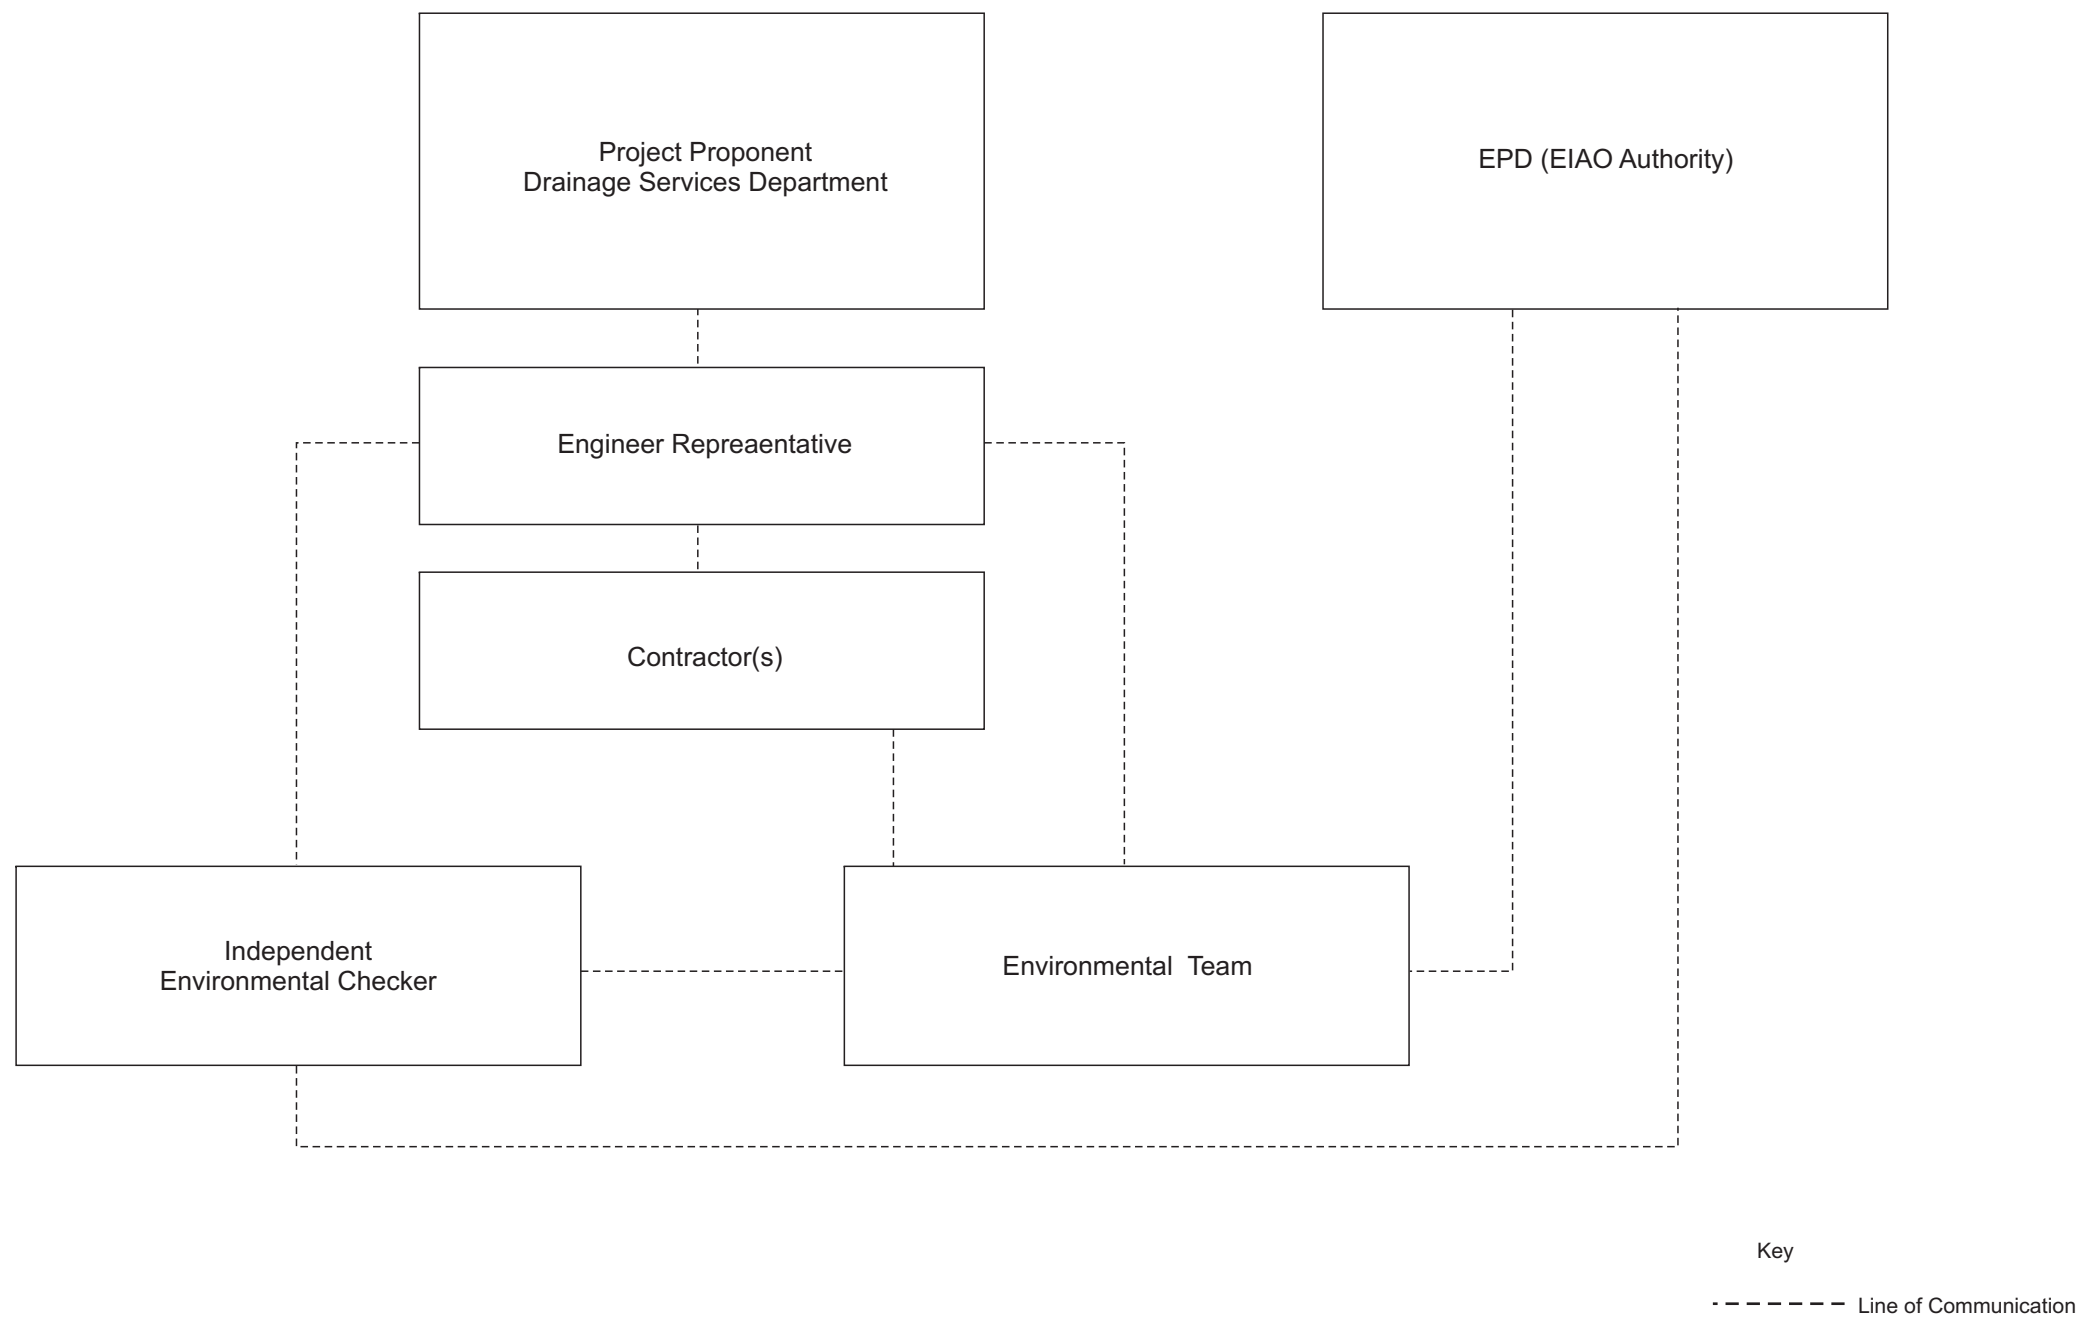 Project Proponent
Drainage Services Department
EPD (EIAO Authority)
Engineer Repreaentative
Contractor(s)
Independent
Environmental Checker
Environmental  Team
Key
Line of Communication